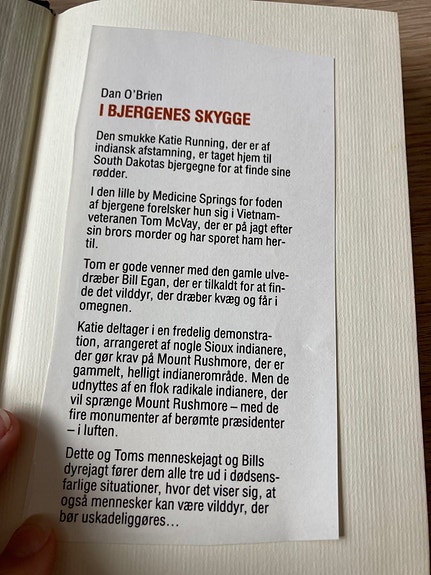 Dan O'Brien
I BJERGENES SKYGGE
Den smukke Katie Running, der er af
indiansk afstamning, er taget hjem til
South Dakotas bjergegne for at finde sine
rødder.
I den lille by Medicine Springs for foden
af bjergene forelsker hun sig i Vietnam-
veteranen Tom McVay, der er på jagt efter
sin brors morder og har sporet ham her-
til.
Tom er gode venner med den gamle ulve-
dræber Bill Egan, der er tilkaldt for at fin-
de det vilddyr, der dræber kvæg og får i
omegnen.
Katie deltager i en fredelig demonstra-
tion, arrangeret af nogle Sioux indianere,
der gør krav på Mount Rushmore, der er
gammelt, helligt indianerområde. Men de
udnyttes af en flok radikale indianere, der
vil sprænge Mount Rushmore – med de
fire monumenter af berømte præsidenter
– i luften.
Dette og Toms menneskejagt og Bills
dyrejagt fører dem alle tre ud i dødsens-
farlige situationer, hvor det viser sig, at
også mennesker kan være vilddyr, der
bør uskadeliggøres...